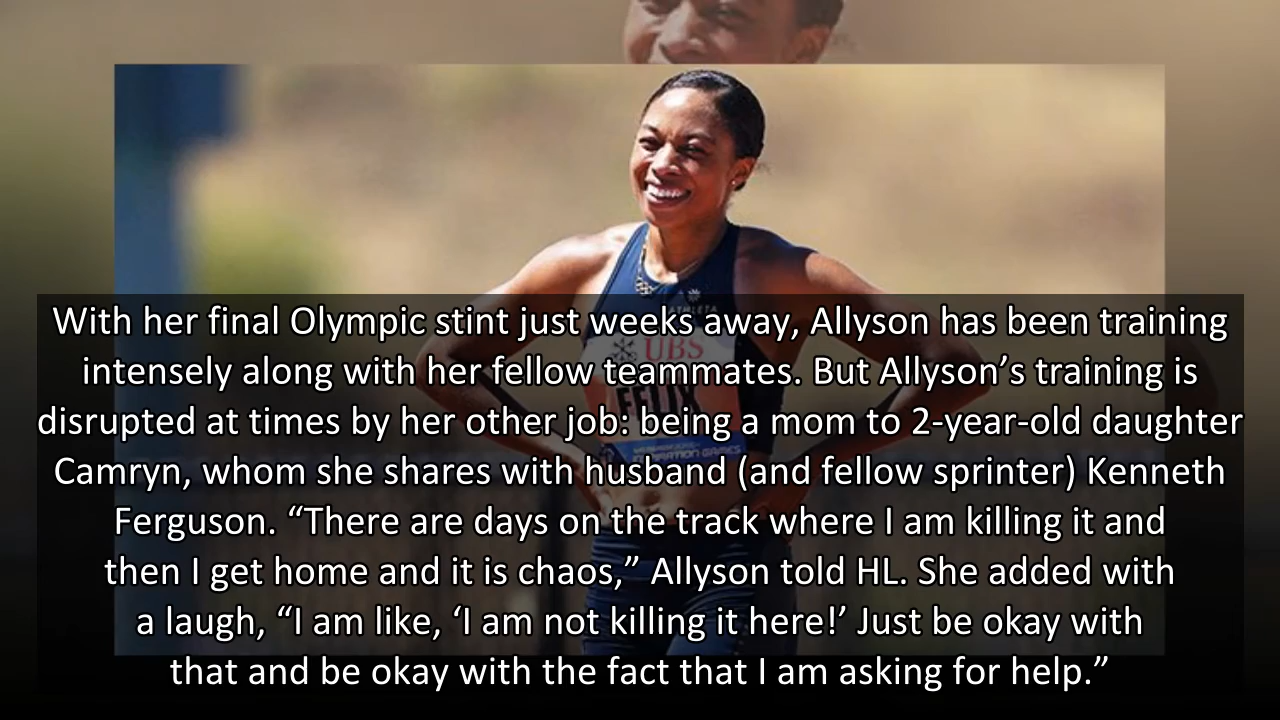 With her final Olympic stint just weeks away, Allyson has been training
intensely along with her fellow teammates. But Allyson’s training is
disrupted at times by her other job: being a mom to 2-year-old daughter
Camryn, whom she shares with husband (and fellow sprinter) Kenneth
Ferguson. “There are days on the track where I am killing it and
then I get home and it is chaos,” Allyson told HL. She added with
a laugh, “I am like, ‘I am not killing it here!’ Just be okay with
that and be okay with the fact that I am asking for help.”
ATHLETA
UBS
FELIX